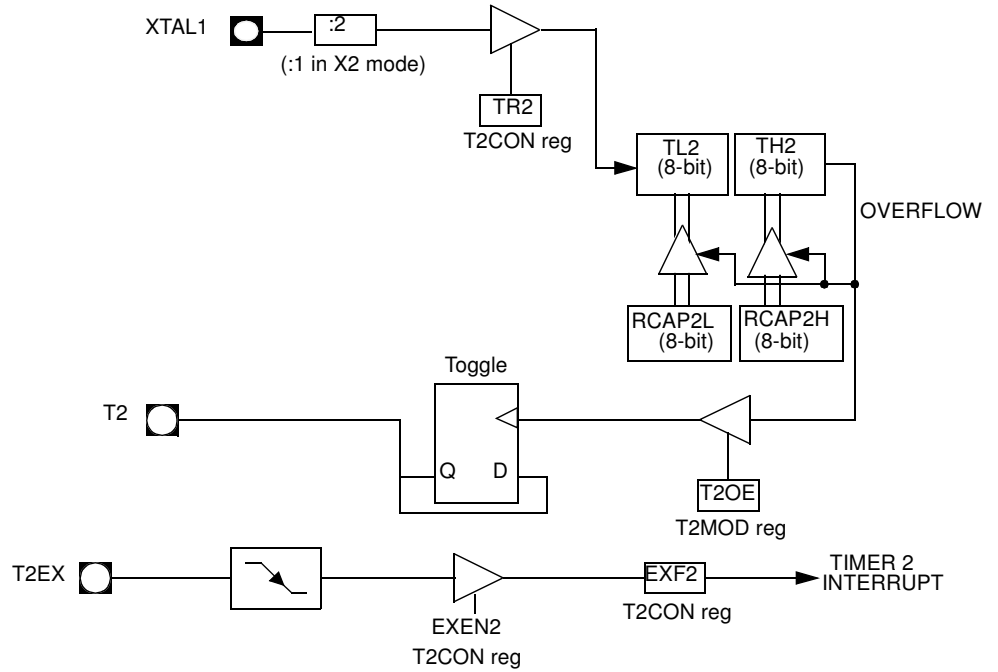 XTAL1
:2
(:1 in X2 mode)
TR2
T2CON reg
TL2
(8-bit)
TH2
(8-bit)
OVERFLOW
RCAP2L
(8-bit)
RCAP2H
(8-bit)
Toggle
T2
Q
D
T2OE
T2MOD reg
T2EX
EXEN2
T2CON reg
EXF2
T2CON reg
TIMER 2
INTERRUPT